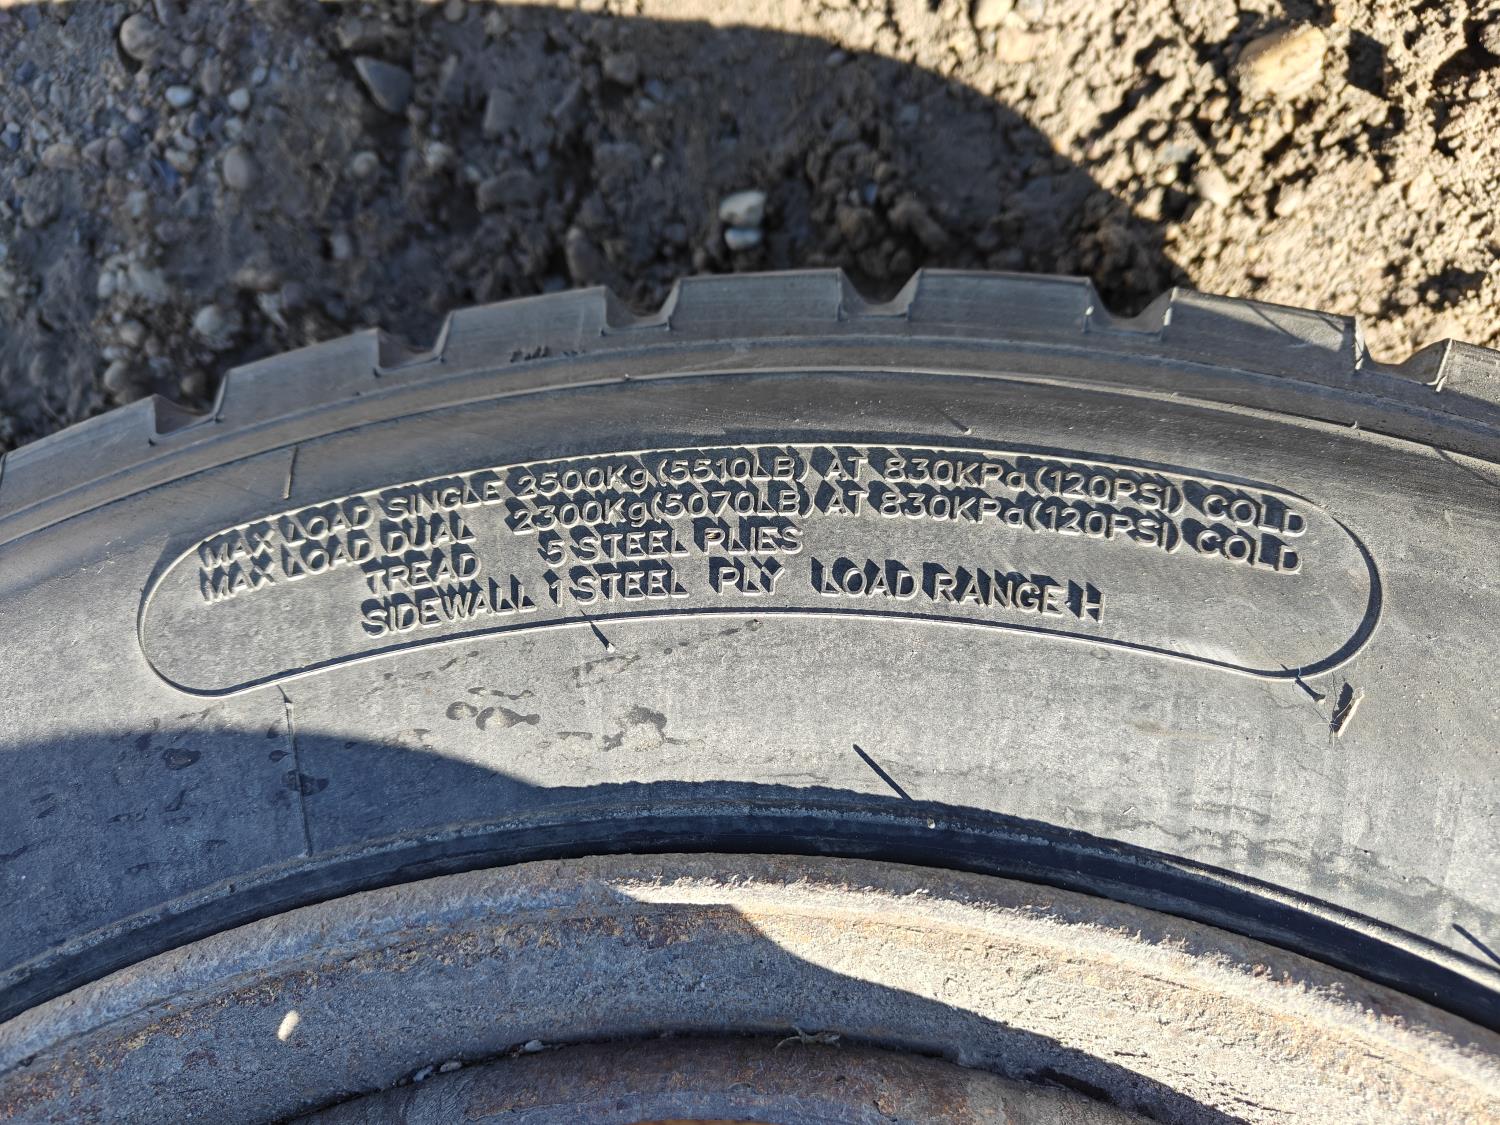 MAX LOAD SINGLE 2500Kg (5510LB) AT 830KPa (120PSI) COLD
MAX LOAD DUAL 2300Kg (5070LB) AT 830KPa (120PSI) COLD
TREAD 5 STEEL PLIES
SIDEWALL 1 STEEL PLY LOAD RANGE H